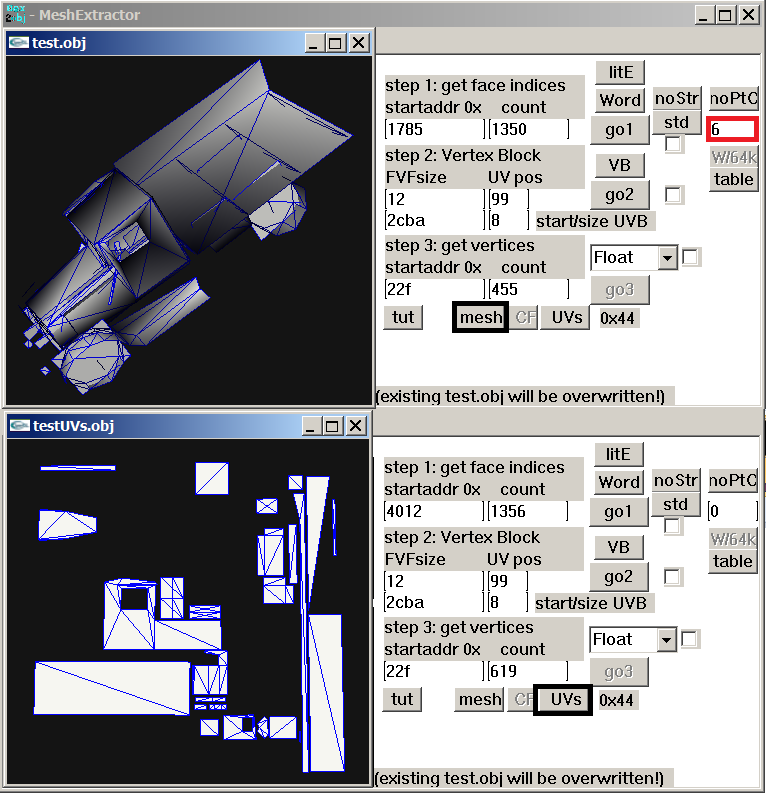 - MeshExtractor
test.obj
step 1: get face indices
startaddr 0x count
1785 1350
litE
Word
go1
noStr
std
noPtC
6
step 2: Vertex Block
FVFsize UV pos
12 99
2cba 8 start/size UVB
VB
go2
W/64k
table
step 3: get vertices
startaddr 0x count
22f 455
Float
go3
tut mesh CF UVs 0x44
(existing test.obj will be overwritten!)
testUVs.obj
step 1: get face indices
startaddr 0x count
4012 1356
litE
Word
go1
noStr
std
noPtC
0
step 2: Vertex Block
FVFsize UV pos
12 99
2cba 8 start/size UVB
VB
go2
W/64k
table
step 3: get vertices
startaddr 0x count
22f 619
Float
go3
tut mesh CF UVs 0x44
(existing test.obj will be overwritten!)